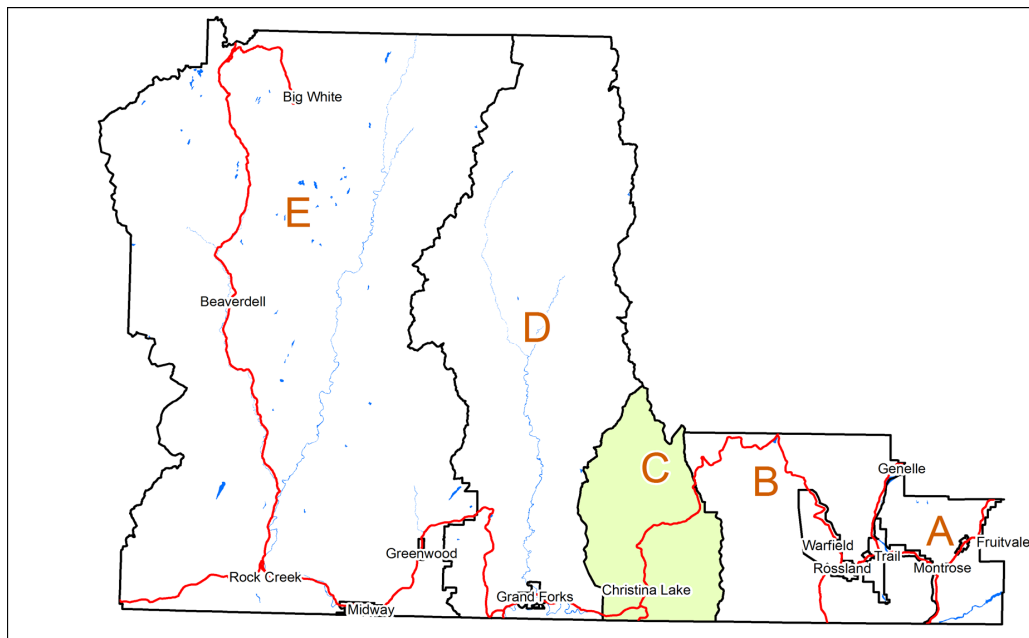 Big White
E
Beaverdell
D
C
B
Genelle
A
Fruitvale
Warfield
Trail
Rossland
Montrose
Greenwood
Rock Creek
Christina Lake
Grand Forks
Midway